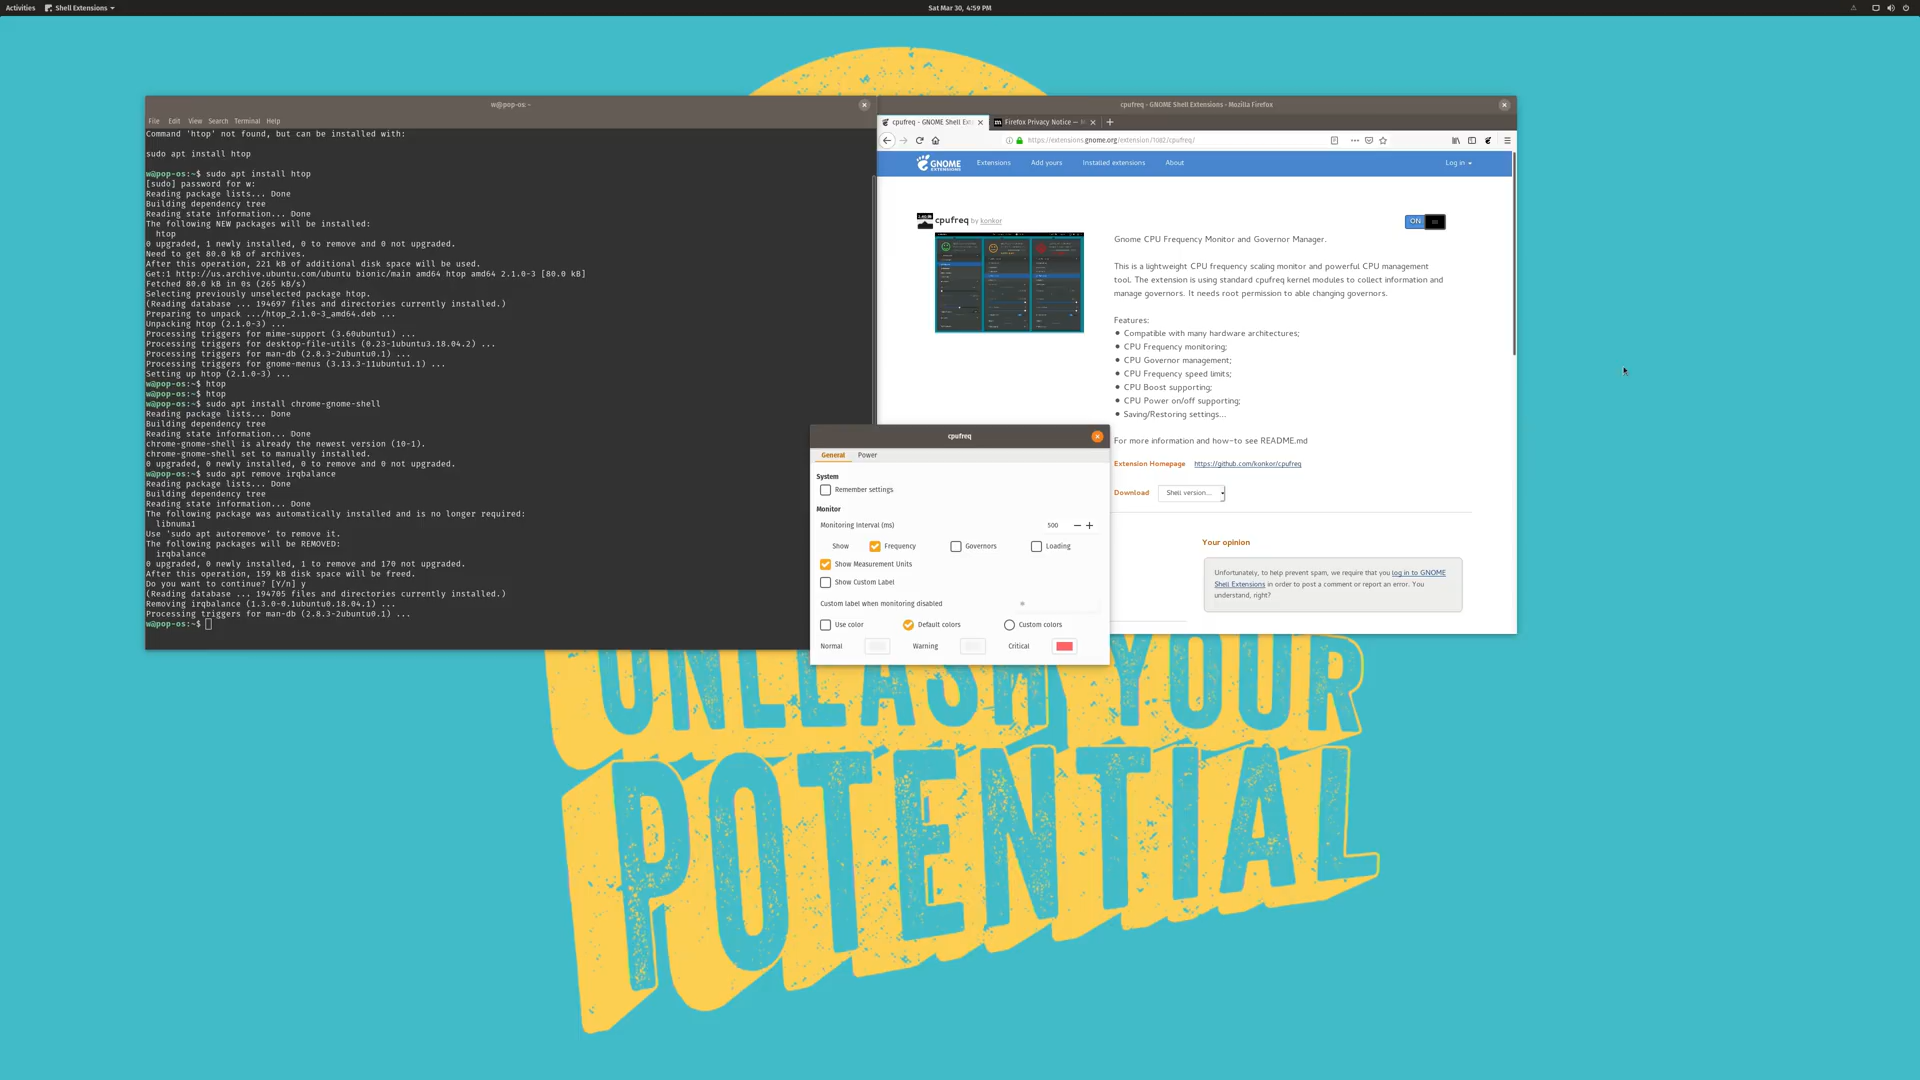 Activities
Shell Extensions
Sat Mar 30, 4:59 PM
w@pop-os: ~
File Edit View Search Terminal Help
Command 'htop' not found, but can be installed with:
sudo apt install htop
w@pop-os:~$ sudo apt install htop
[sudo] password for w:
Reading package lists... Done
Building dependency tree
Reading state information... Done
The following NEW packages will be installed:
htop
0 upgraded, 1 newly installed, 0 to remove and 0 not upgraded.
Need to get 80.0 kB of archives.
After this operation, 221 kB of additional disk space will be used.
Get:1 http://us.archive.ubuntu.com/ubuntu bionic/main amd64 htop amd64 2.1.0-3 [80.0 kB]
Fetched 80.0 kB in 0s (265 kB/s)
Selecting previously unselected package htop.
(Reading database ... 194697 files and directories currently installed.)
Preparing to unpack .../htop_2.1.0-3_amd64.deb ...
Unpacking htop (2.1.0-3) ...
Processing triggers for mime-support (3.60ubuntu1) ...
Processing triggers for desktop-file-utils (0.23-1ubuntu3.18.04.2) ...
Processing triggers for man-db (2.8.3-2ubuntu0.1) ...
Processing triggers for gnome-menus (3.13.3-11ubuntu1.1) ...
Setting up htop (2.1.0-3) ...
w@pop-os:~$ htop
w@pop-os:~$ htop
w@pop-os:~$ sudo apt install chrome-gnome-shell
Reading package lists... Done
Building dependency tree
Reading state information... Done
chrome-gnome-shell is already the newest version (10-1).
chrome-gnome-shell set to manually installed.
0 upgraded, 0 newly installed, 0 to remove and 0 not upgraded.
w@pop-os:~$ sudo apt remove irqbalance
Reading package lists... Done
Building dependency tree
Reading state information... Done
The following package was automatically installed and is no longer required:
libnuma1
Use 'sudo apt autoremove' to remove it.
The following packages will be REMOVED:
irqbalance
0 upgraded, 0 newly installed, 1 to remove and 170 not upgraded.
After this operation, 159 kB disk space will be freed.
Do you want to continue? [Y/n] y
(Reading database ... 194705 files and directories currently installed.)
Removing irqbalance (1.3.0-0.1ubuntu0.18.04.1) ...
Processing triggers for man-db (2.8.3-2ubuntu0.1) ...
w@pop-os:~$
cpufreq - GNOME Shell Extensions - Mozilla Firefox
cpufreq - GNOME Shell Ext
Firefox Privacy Notice —
https://extensions.gnome.org/extension/1082/cpufreq/
GNOME EXTENSIONS
Extensions Add yours Installed extensions About
Log in
cpufreq by konkor
ON
Gnome CPU Frequency Monitor and Governor Manager.
This is a lightweight CPU frequency scaling monitor and powerful CPU management
tool. The extension is using standard cpufreq kernel modules to collect information and
manage governors. It needs root permission to able changing governors.
Features:
● Compatible with many hardware architectures;
● CPU Frequency monitoring;
● CPU Governor management;
● CPU Frequency speed limits;
● CPU Boost supporting;
● CPU Power on/off supporting;
● Saving/Restoring settings...
For more information and how-to see README.md
Extension Homepage https://github.com/konkor/cpufreq
Download Shell version...
Your opinion
Unfortunately, to help prevent spam, we require that you log in to GNOME
Shell Extensions in order to post a comment or report an error. You
understand, right?
cpufreq
General Power
System
Remember settings
Monitor
Monitoring Interval (ms) 500 − +
Show Frequency Governors Loading
Show Measurement Units
Show Custom Label
Custom label when monitoring disabled
Use color Default colors Custom colors
Normal Warning Critical
UNLEASH YOUR
POTENTIAL